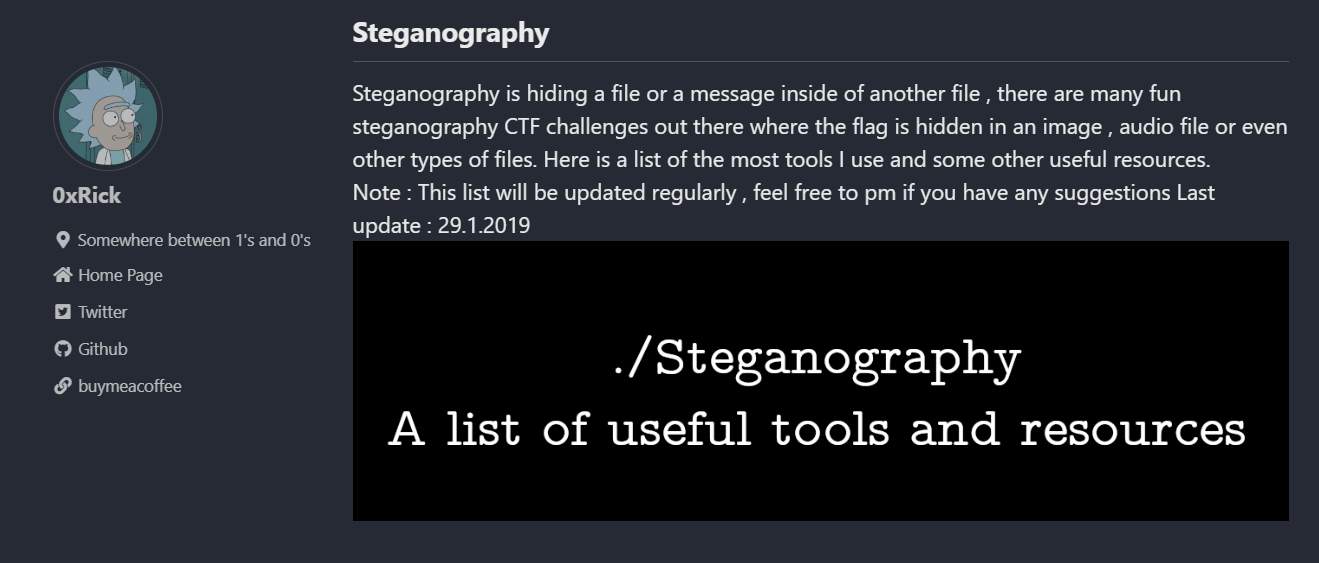 Steganography
Steganography is hiding a file or a message inside of another file , there are many fun
steganography CTF challenges out there where the flag is hidden in an image , audio file or even
other types of files. Here is a list of the most tools I use and some other useful resources.
Note : This list will be updated regularly , feel free to pm if you have any suggestions Last
update : 29.1.2019
0xRick
Somewhere between 1's and 0's
Home Page
Twitter
Github
buymeacoffee
./Steganography
A list of useful tools and resources